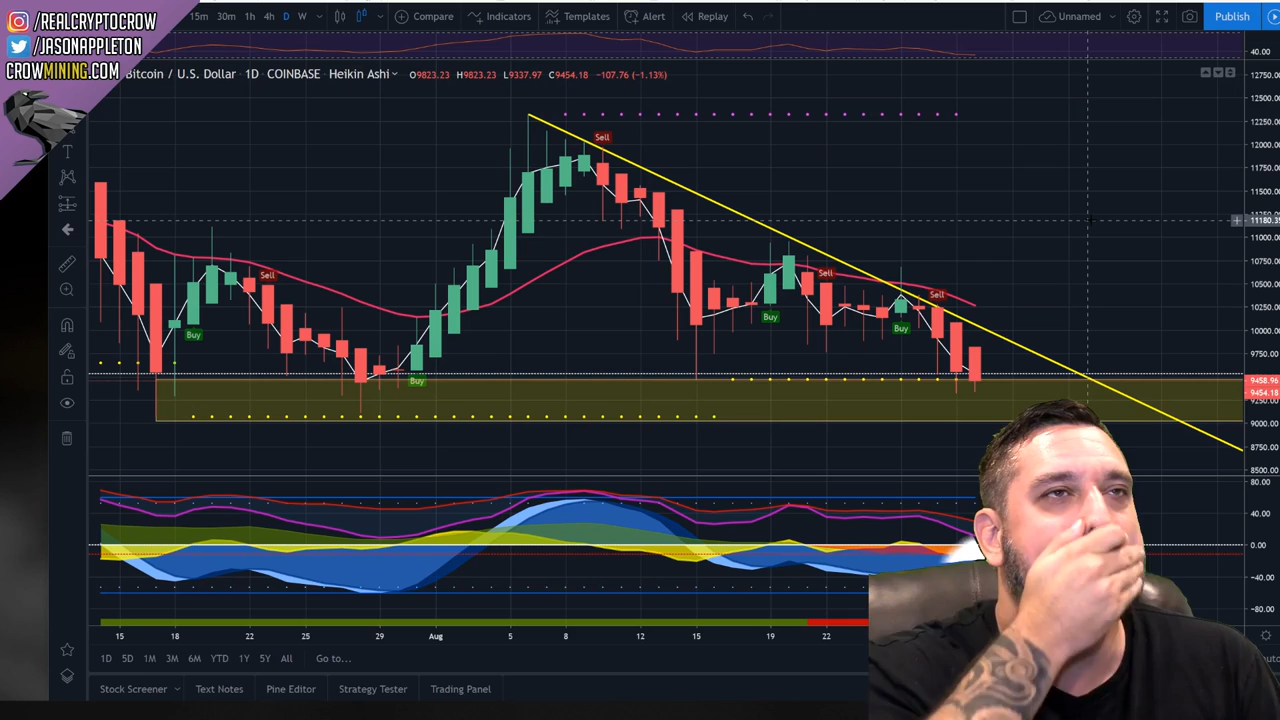 /REALCRYPTOCROW
/JASONAPPLETON
CROWMINING.COM
15m 30m 1h 4h D W Compare Indicators Templates Alert Replay Unnamed Publish
40.00
Bitcoin / U.S. Dollar 1D COINBASE Heikin Ashi O9823.23 H9823.23 L9337.97 C9454.18 −107.76 (−1.13%)
12750.00
12500.00
12250.00
12000.00
11750.00
11500.00
11180.35
11000.00
10750.00
10500.00
10250.00
10000.00
9750.00
9458.96
9454.18
9000.00
8750.00
8500.00
Sell
Sell
Sell
Sell
Buy
Buy
Buy
Buy
80.00
40.00
0.00
−40.00
−80.00
15 18 22 25 29 Aug 5 8 12 15 19 22
1D 5D 1M 3M 6M YTD 1Y 5Y All Go to...
Stock Screener Text Notes Pine Editor Strategy Tester Trading Panel